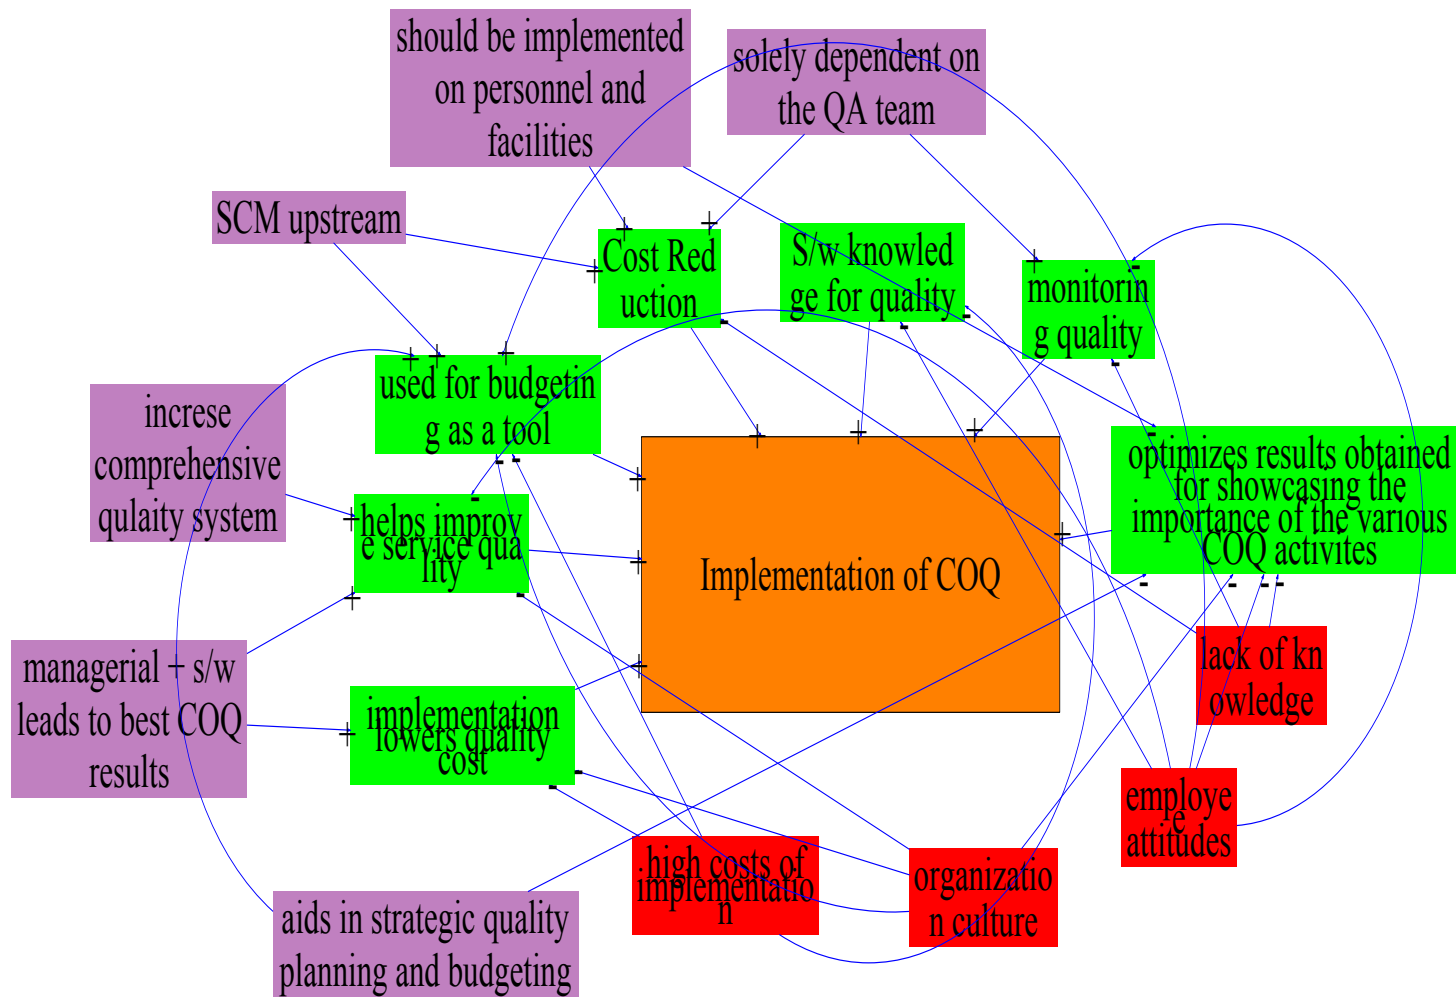 should be implemented
on personnel and
facilities
solely dependent on
the QA team
SCM upstream
Cost Red
uction
S/w knowled
ge for quality
monitorin
g quality
used for budgetin
g as a tool
increse
comprehensive
qulaity system
helps improv
e service qua
lity
optimizes results obtained
for showcasing the
importance of the various
COQ activites
Implementation of COQ
managerial + s/w
leads to best COQ
results
implementation
lowers quality
cost
lack of kn
owledge
employe
e
attitudes
high costs of
implementatio
n
organizatio
n culture
aids in strategic quality
planning and budgeting